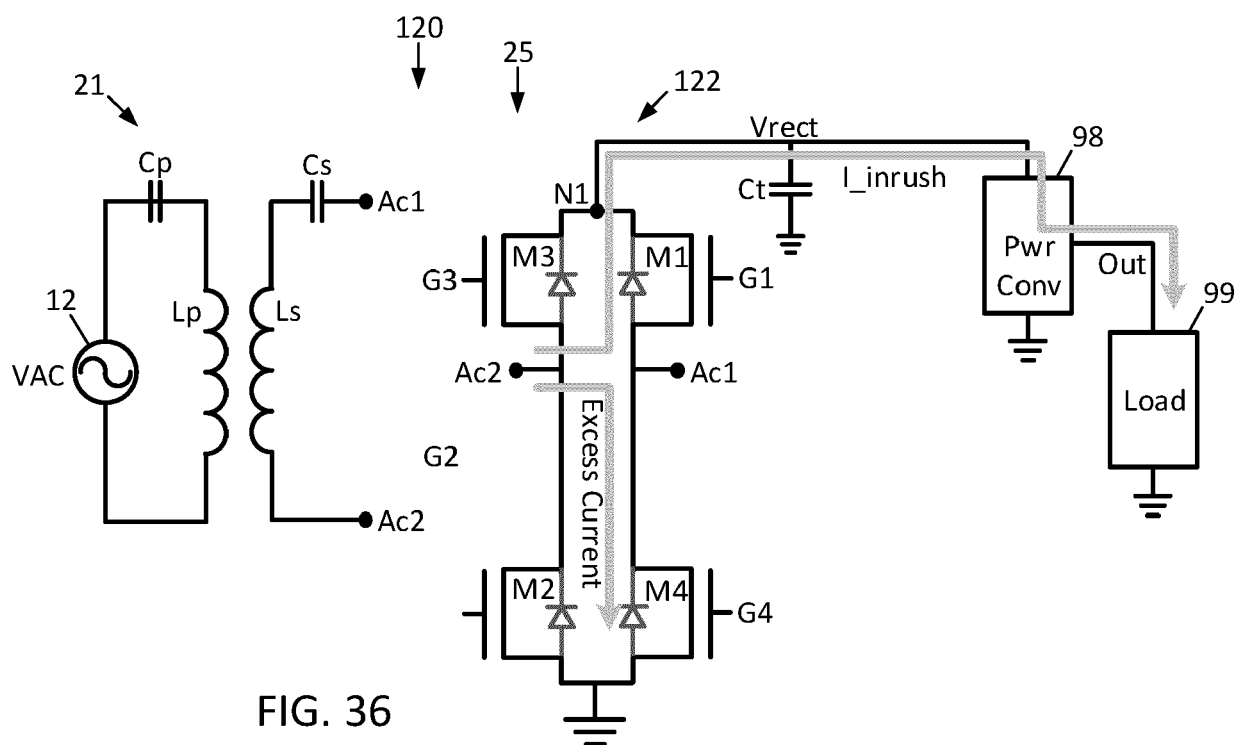 120
25
21
122
Vrect
98
Cp
Cs
I_inrush
Ct
N1
Ac1
M3
M1
G3
G1
Pwr
Conv
Out
12
Lp
Ls
99
VAC
Ac2
Ac1
Load
Excess Current
G2
Ac2
M2
M4
G4
FIG. 36